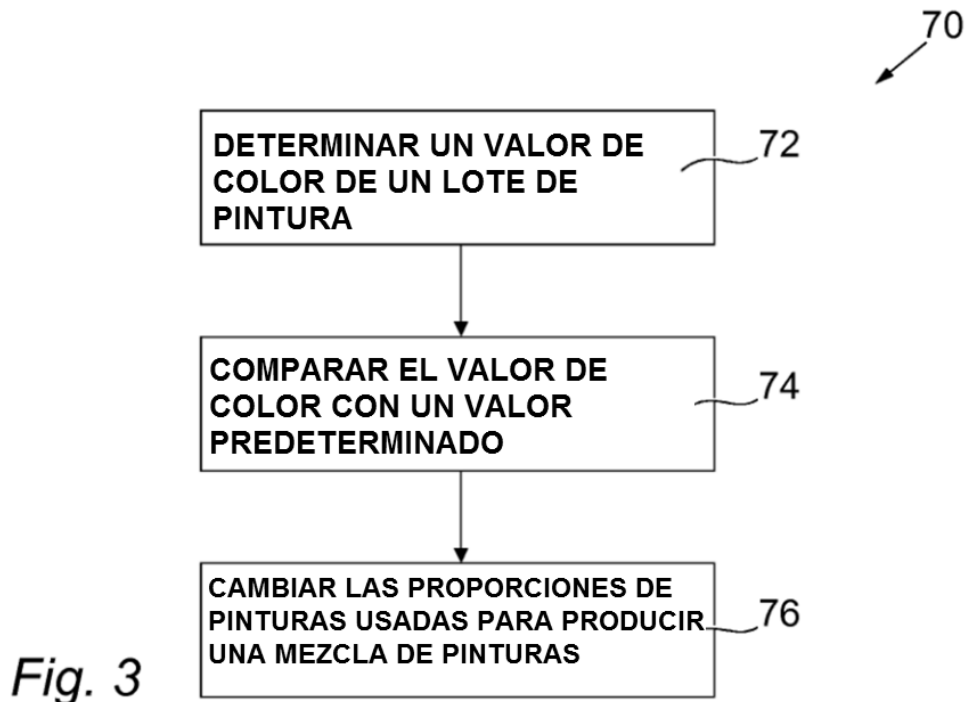 70
DETERMINAR UN VALOR DE
COLOR DE UN LOTE DE
PINTURA
72
COMPARAR EL VALOR DE
COLOR CON UN VALOR
PREDETERMINADO
74
CAMBIAR LAS PROPORCIONES DE
PINTURAS USADAS PARA PRODUCIR
UNA MEZCLA DE PINTURAS
76
Fig. 3